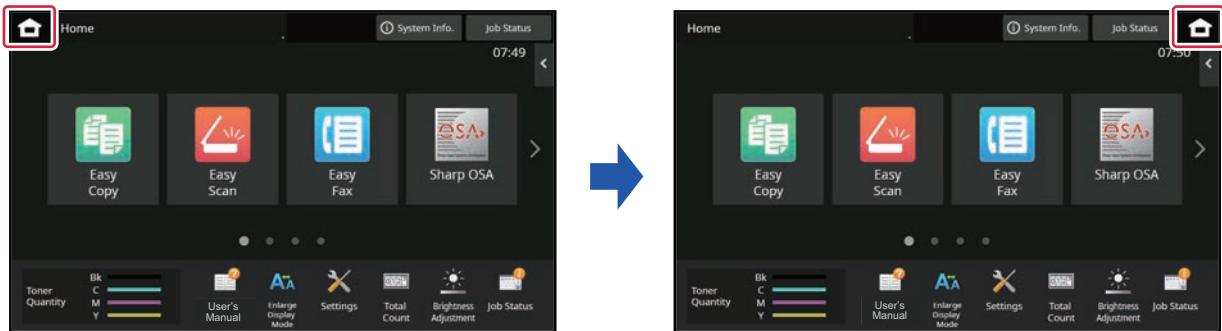 Home
System Info.
Job Status
07:49
Easy
Copy
Easy
Scan
Easy
Fax
OSA
Sharp OSA
Toner
Quantity
Bk
C
M
Y
User's
Manual
Enlarge
Display
Mode
Settings
Total
Count
Brightness
Adjustment
Job Status
Home
System Info.
Job Status
Easy
Copy
Easy
Scan
Easy
Fax
OSA
Sharp OSA
Toner
Quantity
Bk
C
M
Y
User's
Manual
Enlarge
Display
Mode
Settings
Total
Count
Brightness
Adjustment
Job Status